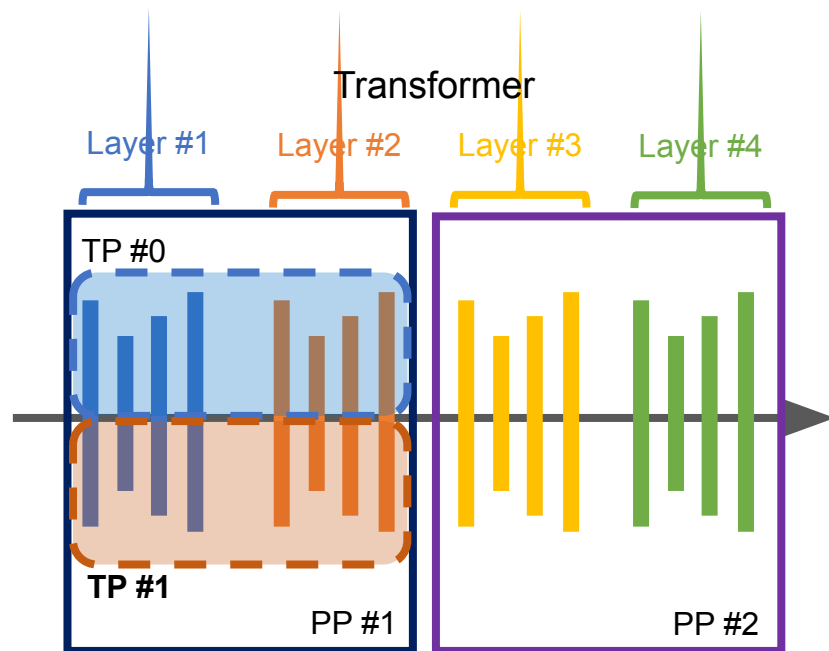 Transformer
Layer #1
Layer #2
Layer #3
Layer #4
TP #0
TP #1
PP #1
PP #2